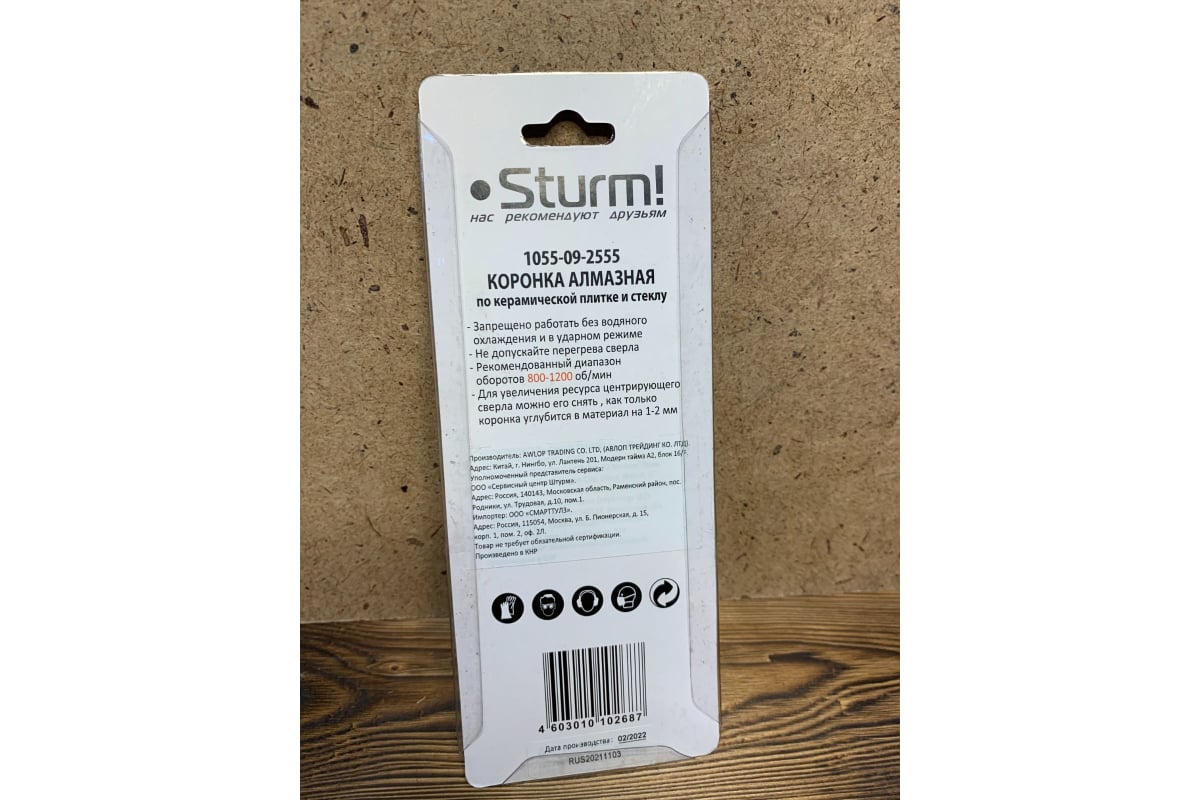 Sturm!
нас рекомендуют друзьям
1055-09-2555
КОРОНКА АЛМАЗНАЯ
по керамической плитке и стеклу
- Запрещено работать без водяного
охлаждения и в ударном режиме
- Не допускайте перегрева сверла
- Рекомендованный диапазон
оборотов 800-1200 об/мин
- Для увеличения ресурса центрирующего
сверла можно его снять , как только
коронка углубится в материал на 1-2 мм
Производитель: AWLOP TRADING CO. LTD, (АВЛОП ТРЕЙДИНГ КО. ЛТД).
Адрес: Китай, г. Нингбо, ул. Лантень 201, Модерн таймз А2, блок 16/F.
Уполномоченный представитель сервиса:
ООО «Сервисный центр Штурм».
Адрес: Россия, 140143, Московская область, Раменский район, пос.
Родники, ул. Трудовая, д.10, пом.1.
Импортер: ООО «СМАРТТУЛЗ».
Адрес: Россия, 115054, Москва, ул. Б. Пионерская, д. 15,
корп. 1, пом. 2, оф. 2Л.
Товар не требует обязательной сертификации.
Произведено в КНР
4 603010 102687
Дата производства: 02/2022
RUS20211103